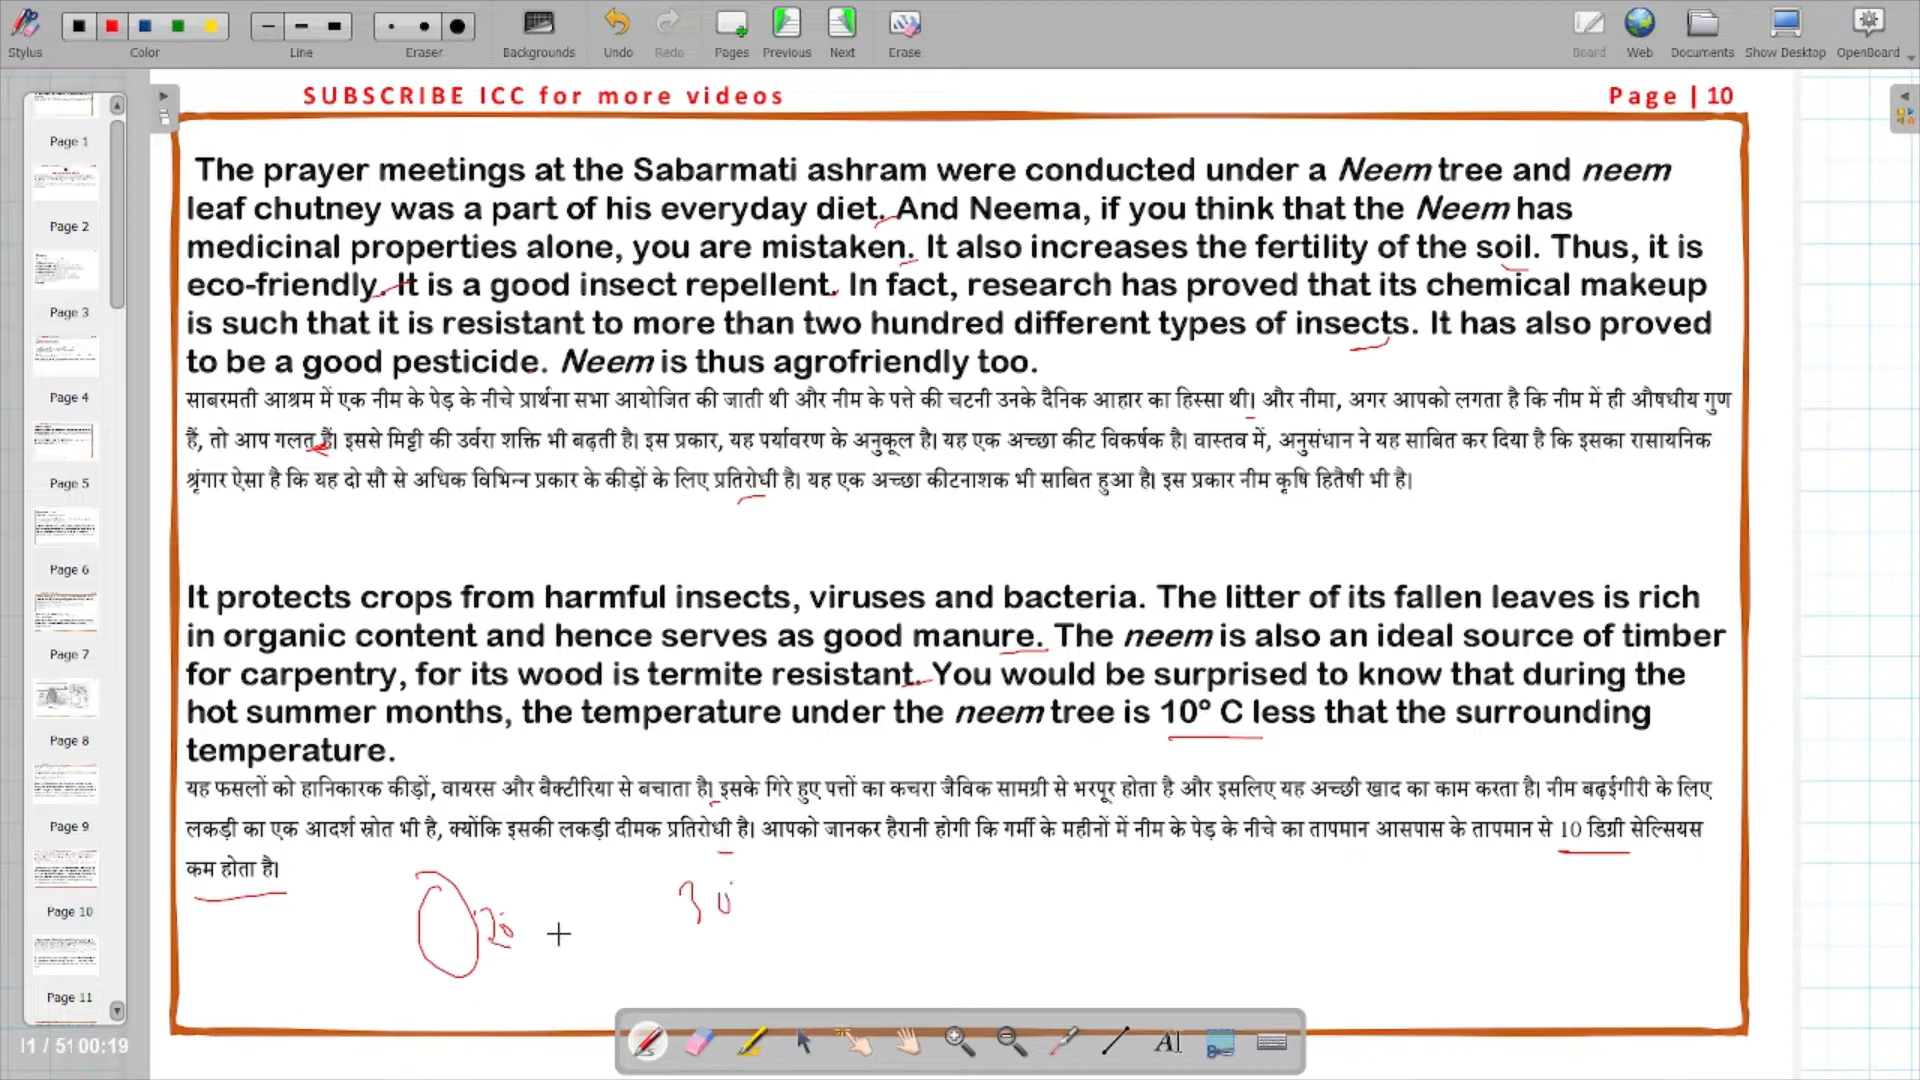 Stylus Color Line Eraser Backgrounds Undo Redo Pages Previous Next Erase Board Web Documents Show Desktop OpenBoard
SUBSCRIBE ICC for more videos Page | 10
The prayer meetings at the Sabarmati ashram were conducted under a Neem tree and neem
leaf chutney was a part of his everyday diet. And Neema, if you think that the Neem has
medicinal properties alone, you are mistaken. It also increases the fertility of the soil. Thus, it is
eco-friendly. It is a good insect repellent. In fact, research has proved that its chemical makeup
is such that it is resistant to more than two hundred different types of insects. It has also proved
to be a good pesticide. Neem is thus agrofriendly too.
साबरमती आश्रम में एक नीम के पेड़ के नीचे प्रार्थना सभा आयोजित की जाती थी और नीम के पत्ते की चटनी उनके दैनिक आहार का हिस्सा थी। और नीमा, अगर आपको लगता है कि नीम में ही औषधीय गुण
हैं, तो आप गलत हैं। इससे मिट्टी की उर्वरा शक्ति भी बढ़ती है। इस प्रकार, यह पर्यावरण के अनुकूल है। यह एक अच्छा कीट विकर्षक है। वास्तव में, अनुसंधान ने यह साबित कर दिया है कि इसका रासायनिक
श्रृंगार ऐसा है कि यह दो सौ से अधिक विभिन्न प्रकार के कीड़ों के लिए प्रतिरोधी है। यह एक अच्छा कीटनाशक भी साबित हुआ है। इस प्रकार नीम कृषि हितैषी भी है।
It protects crops from harmful insects, viruses and bacteria. The litter of its fallen leaves is rich
in organic content and hence serves as good manure. The neem is also an ideal source of timber
for carpentry, for its wood is termite resistant. You would be surprised to know that during the
hot summer months, the temperature under the neem tree is 10° C less that the surrounding
temperature.
यह फसलों को हानिकारक कीड़ों, वायरस और बैक्टीरिया से बचाता है। इसके गिरे हुए पत्तों का कचरा जैविक सामग्री से भरपूर होता है और इसलिए यह अच्छी खाद का काम करता है। नीम बढ़ईगीरी के लिए
लकड़ी का एक आदर्श स्रोत भी है, क्योंकि इसकी लकड़ी दीमक प्रतिरोधी है। आपको जानकर हैरानी होगी कि गर्मी के महीनों में नीम के पेड़ के नीचे का तापमान आसपास के तापमान से 10 डिग्री सेल्सियस
कम होता है।
20 30
Page 1
Page 2
Page 3
Page 4
Page 5
Page 6
Page 7
Page 8
Page 9
Page 10
Page 11
00:19